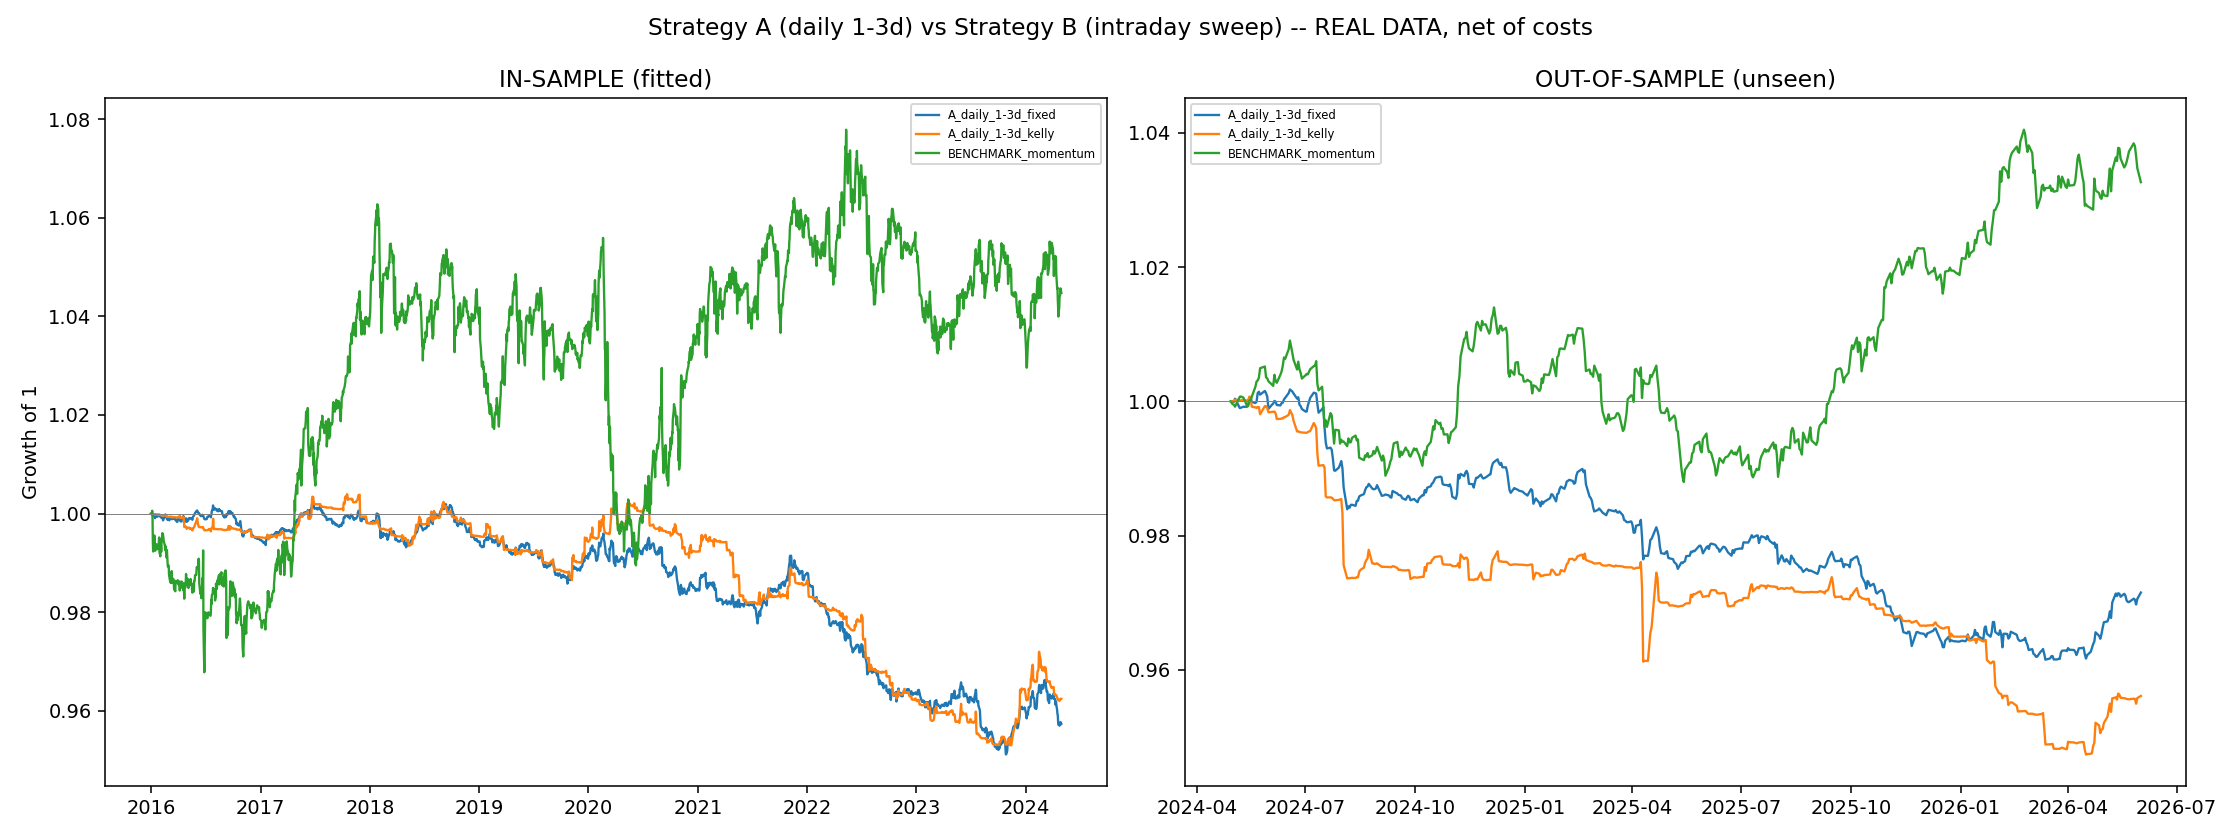 Strategy A (daily 1-3d) vs Strategy B (intraday sweep) -- REAL DATA, net of costs
IN-SAMPLE (fitted)
A_daily_1-3d_fixed
A_daily_1-3d_kelly
BENCHMARK_momentum
Growth of 1
1.08
1.06
1.04
1.02
1.00
0.98
0.96
2016 2017 2018 2019 2020 2021 2022 2023 2024
OUT-OF-SAMPLE (unseen)
A_daily_1-3d_fixed
A_daily_1-3d_kelly
BENCHMARK_momentum
1.04
1.02
1.00
0.98
0.96
2024-04 2024-07 2024-10 2025-01 2025-04 2025-07 2025-10 2026-01 2026-04 2026-07